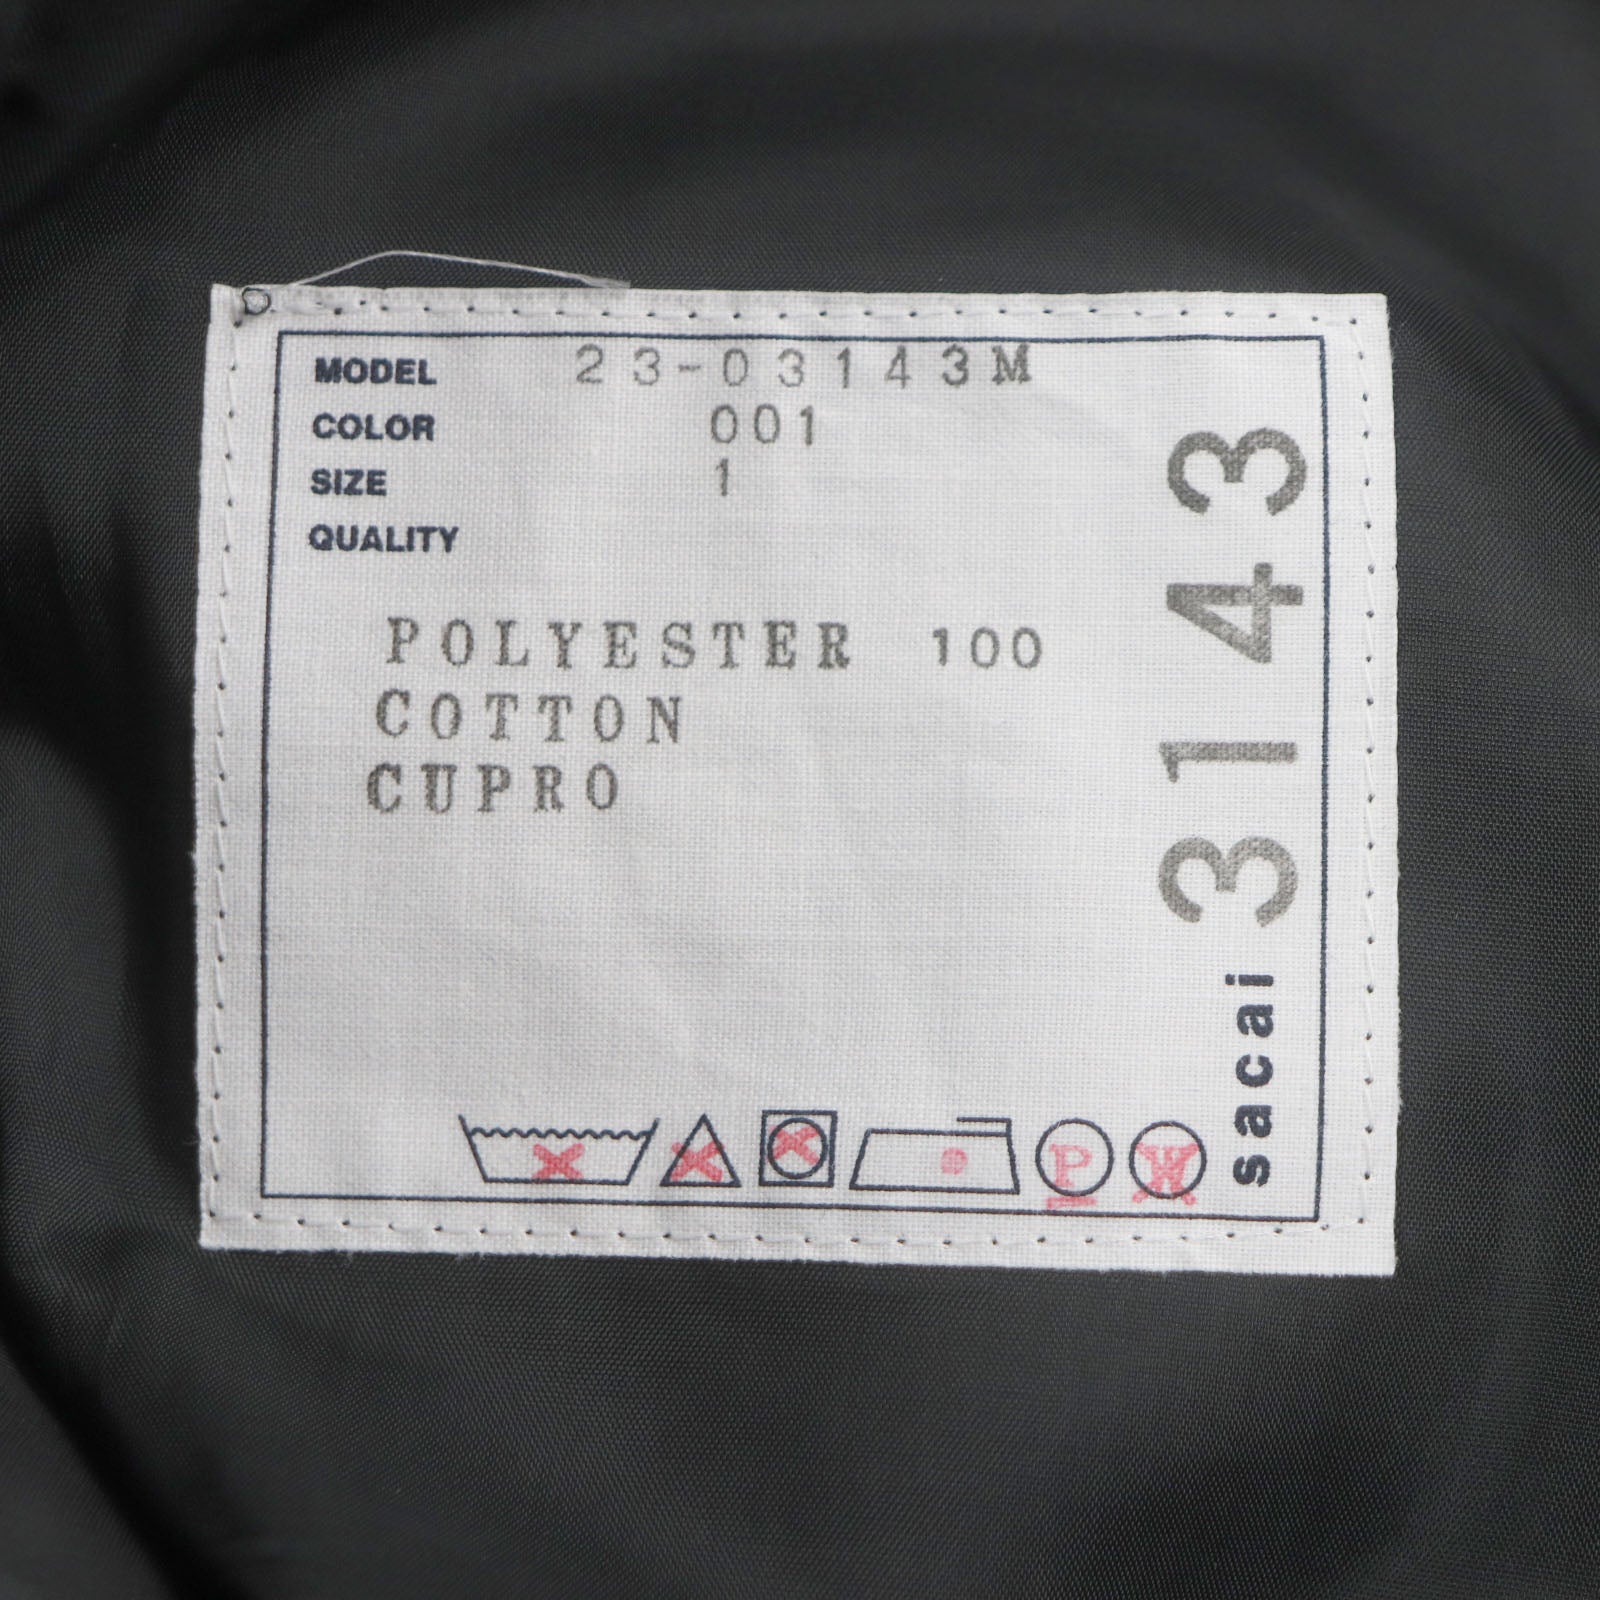 MODEL 23-03143M
COLOR 001
SIZE 1
QUALITY
POLYESTER 100
COTTON
CUPRO
P W
sacai 3143